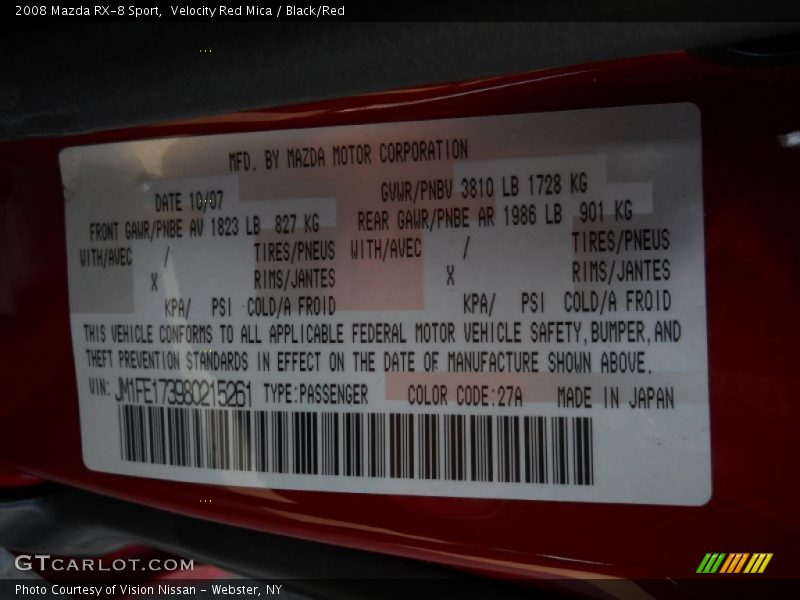 2008 Mazda RX-8 Sport, Velocity Red Mica / Black/Red
MFD. BY MAZDA MOTOR CORPORATION
DATE 10/07 GVWR/PNBV 3810 LB 1728 KG
FRONT GAWR/PNBE AV 1823 LB 827 KG REAR GAWR/PNBE AR 1986 LB 901 KG
WITH/AVEC / TIRES/PNEUS WITH/AVEC / TIRES/PNEUS
X RIMS/JANTES X RIMS/JANTES
KPA/ PSI COLD/A FROID KPA/ PSI COLD/A FROID
THIS VEHICLE CONFORMS TO ALL APPLICABLE FEDERAL MOTOR VEHICLE SAFETY, BUMPER, AND
THEFT PREVENTION STANDARDS IN EFFECT ON THE DATE OF MANUFACTURE SHOWN ABOVE.
VIN: JM1FE173980215261 TYPE:PASSENGER COLOR CODE:27A MADE IN JAPAN
GTCARLOT.COM
Photo Courtesy of Vision Nissan - Webster, NY